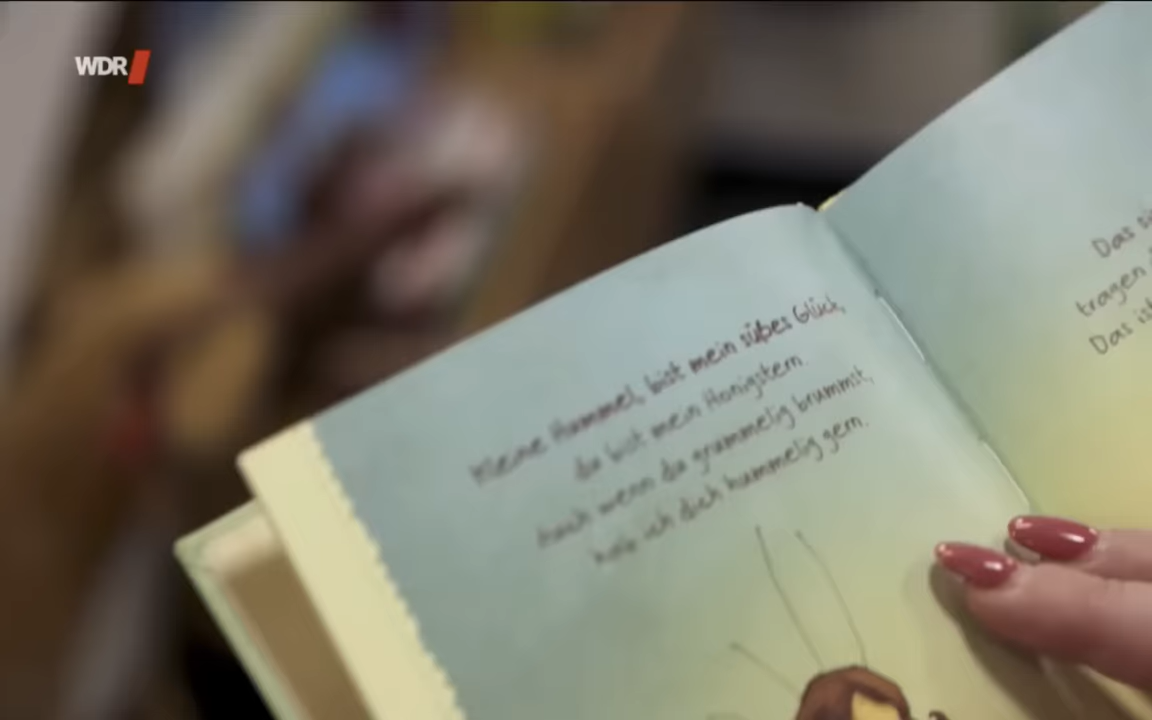 WDR
Kleine Hummel, bist mein süßes Glück,
du bist mein Honigstern.
Auch wenn du grummelig brummst,
hab ich dich hummelig gern.
Das
tragen
Das ist